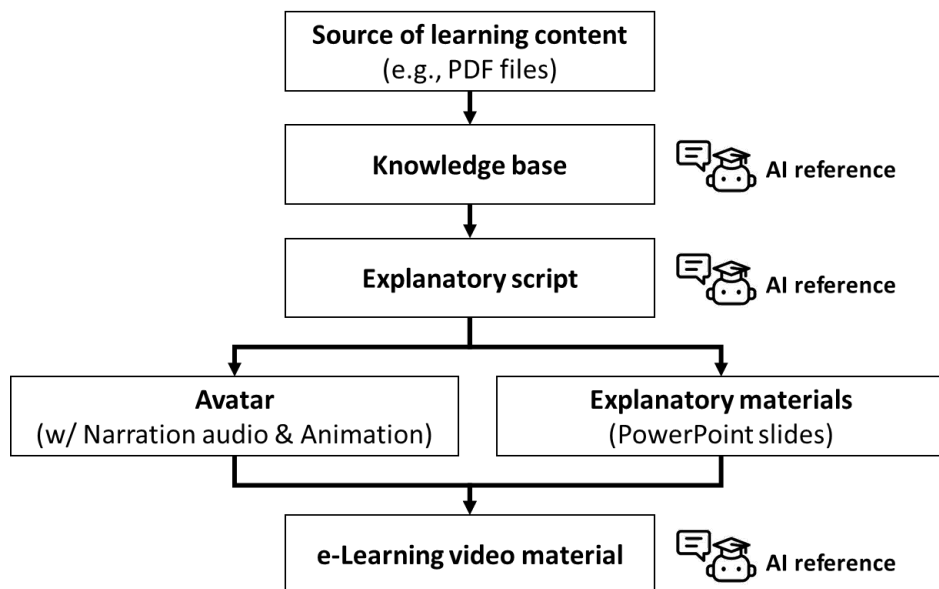 Source of learning content
(e.g., PDF files)
Knowledge base
AI reference
Explanatory script
AI reference
Avatar
(w/ Narration audio & Animation)
Explanatory materials
(PowerPoint slides)
e-Learning video material
AI reference